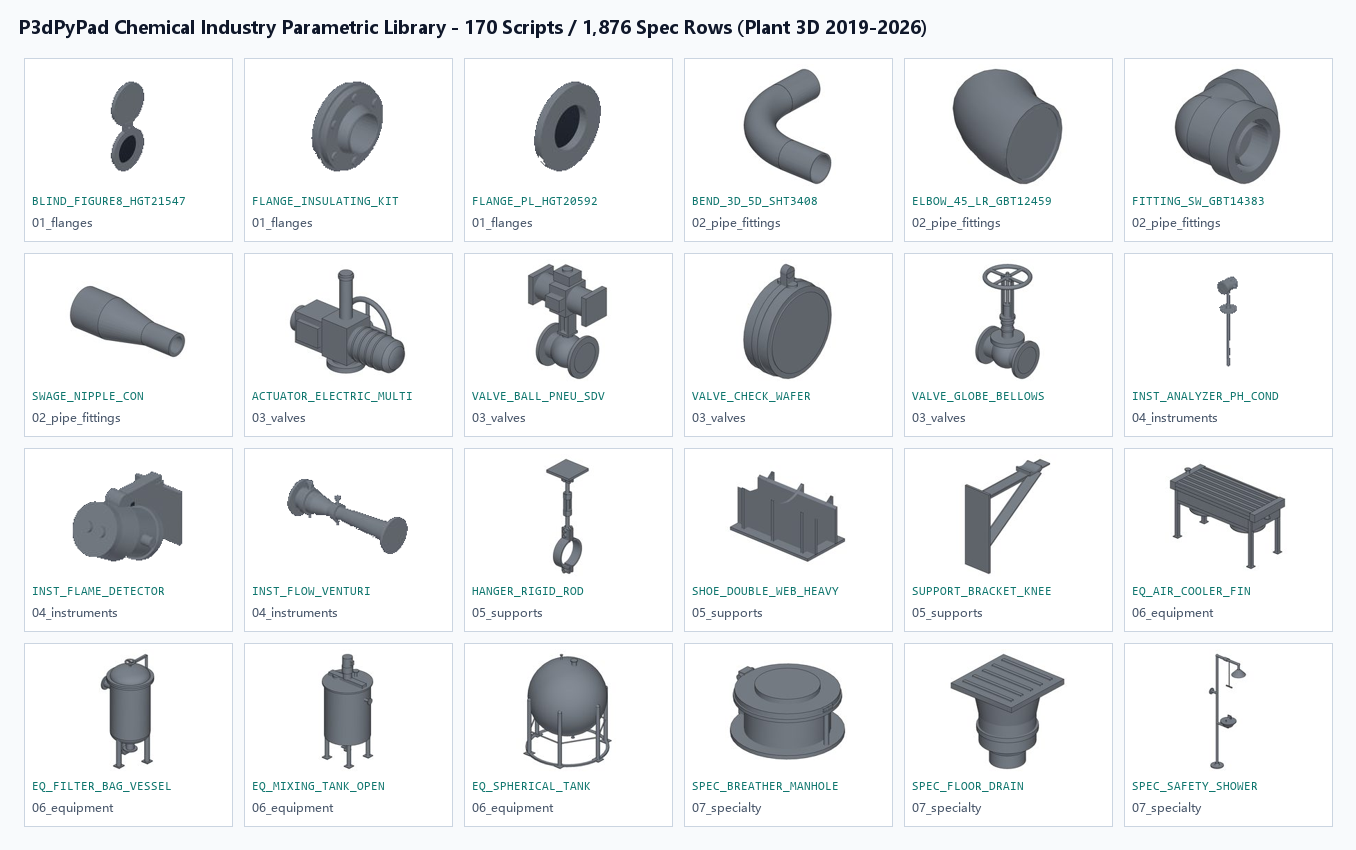 P3dPyPad Chemical Industry Parametric Library - 170 Scripts / 1,876 Spec Rows (Plant 3D 2019-2026)
BLIND_FIGURE8_HGT21547
01_flanges
FLANGE_INSULATING_KIT
01_flanges
FLANGE_PL_HGT20592
01_flanges
BEND_3D_5D_SHT3408
02_pipe_fittings
ELBOW_45_LR_GBT12459
02_pipe_fittings
FITTING_SW_GBT14383
02_pipe_fittings
SWAGE_NIPPLE_CON
02_pipe_fittings
ACTUATOR_ELECTRIC_MULTI
03_valves
VALVE_BALL_PNEU_SDV
03_valves
VALVE_CHECK_WAFER
03_valves
VALVE_GLOBE_BELLOWS
03_valves
INST_ANALYZER_PH_COND
04_instruments
INST_FLAME_DETECTOR
04_instruments
INST_FLOW_VENTURI
04_instruments
HANGER_RIGID_ROD
05_supports
SHOE_DOUBLE_WEB_HEAVY
05_supports
SUPPORT_BRACKET_KNEE
05_supports
EQ_AIR_COOLER_FIN
06_equipment
EQ_FILTER_BAG_VESSEL
06_equipment
EQ_MIXING_TANK_OPEN
06_equipment
EQ_SPHERICAL_TANK
06_equipment
SPEC_BREATHER_MANHOLE
07_specialty
SPEC_FLOOR_DRAIN
07_specialty
SPEC_SAFETY_SHOWER
07_specialty